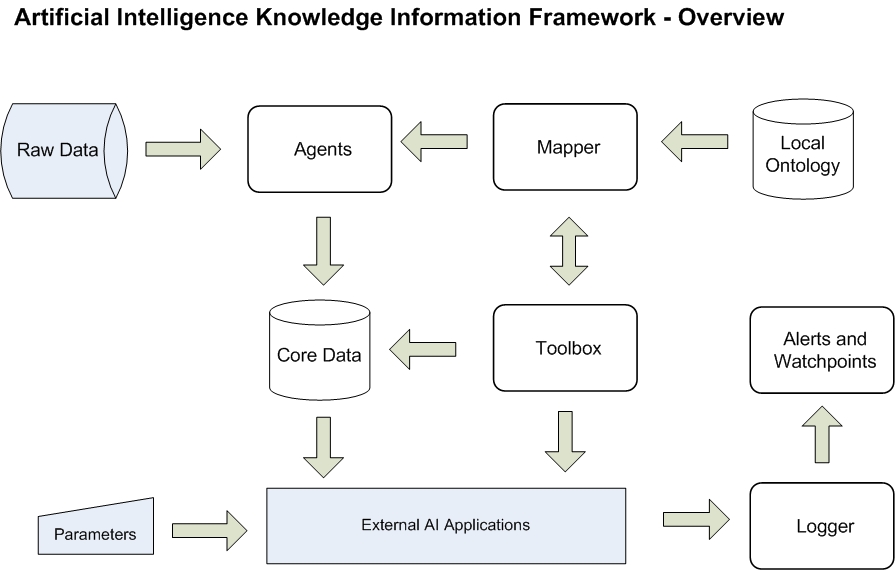 Artificial Intelligence Knowledge Information Framework - Overview
Raw Data
Agents
Mapper
Local
Ontology
Core Data
Toolbox
Alerts and
Watchpoints
Parameters
External AI Applications
Logger